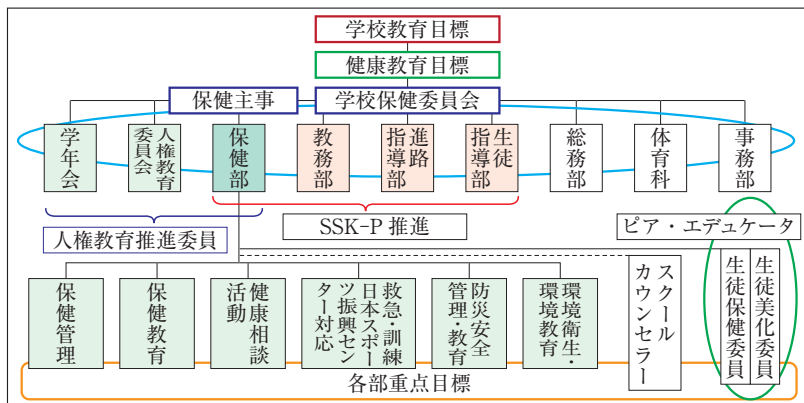 学校教育目標
健康教育目標
保健主事
学校保健委員会
学年会
人権教育
委員会
保健部
教務部
進路
指導部
生徒
指導部
総務部
体育科
事務部
人権教育推進委員
SSK-P 推進
ピア・エデュケータ
保健管理
保健教育
健康相談
活動
救急・訓練
日本スポー
ツ振興セン
ター対応
防災安全
管理・教育
環境衛生・
環境教育
スクール
カウンセラー
生徒美化委員
生徒保健委員
各部重点目標